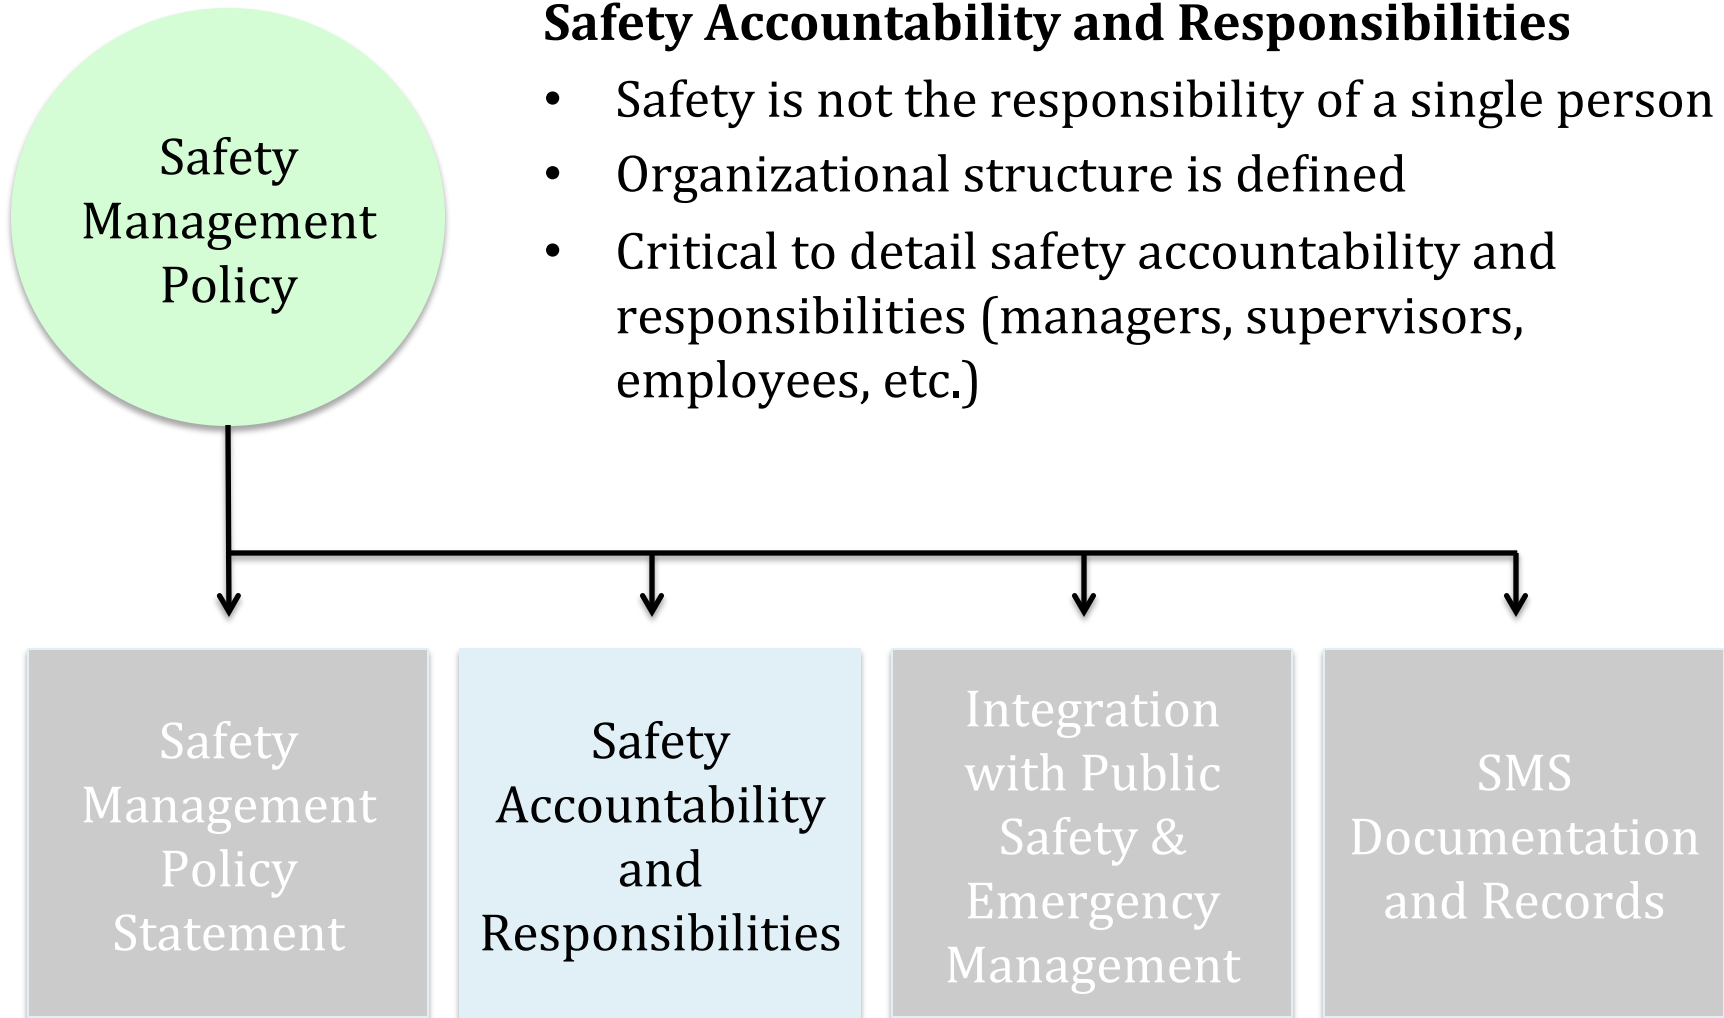 Safety Accountability and Responsibilities
• Safety is not the responsibility of a single person
• Organizational structure is defined
• Critical to detail safety accountability and
responsibilities (managers, supervisors,
employees, etc.)
Safety
Management
Policy
Safety
Management
Policy
Statement
Safety
Accountability
and
Responsibilities
Integration
with Public
Safety &
Emergency
Management
SMS
Documentation
and Records